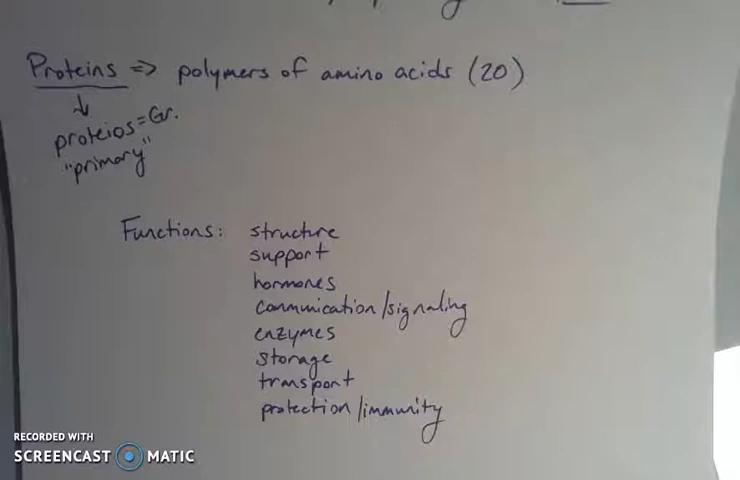 Proteins => polymers of amino acids (20)
↓
proteios = Gr.
"primary"
Functions: structure
support
hormones
communication/signaling
enzymes
storage
transport
protection/immunity
RECORDED WITH
SCREENCAST MATIC